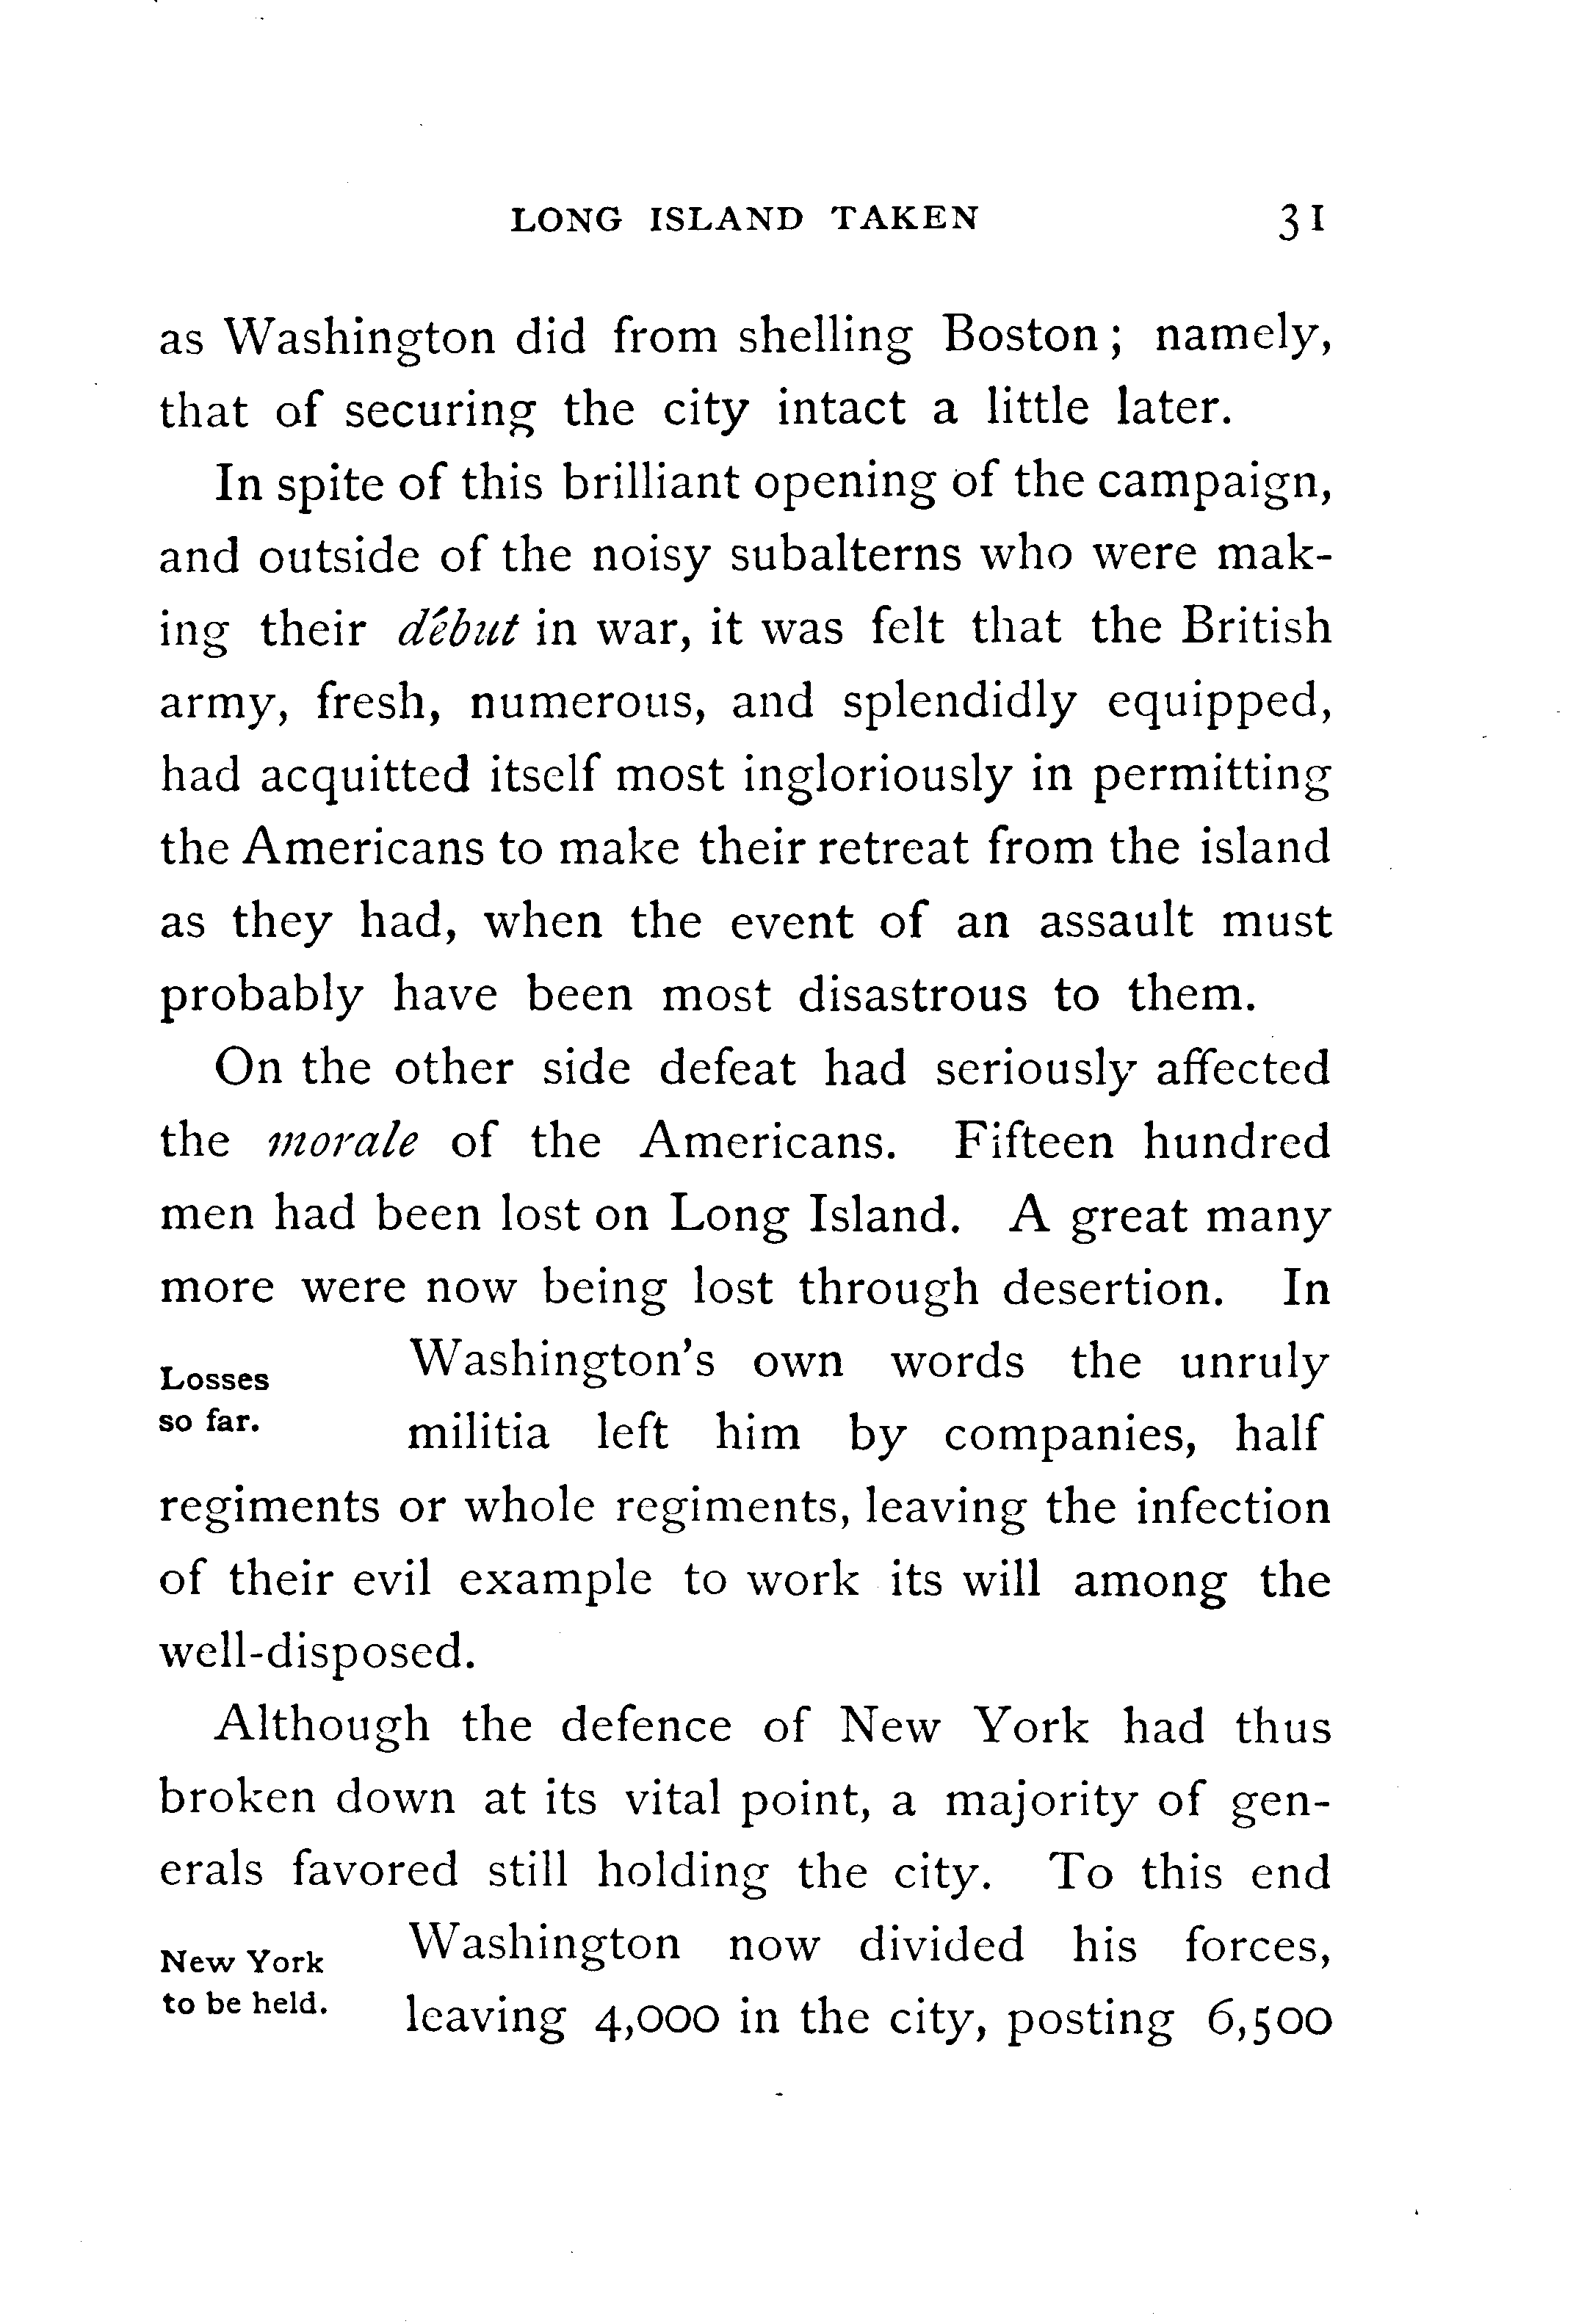 LONG ISLAND TAKEN 31
as Washington did from shelling Boston; namely,
that of securing the city intact a little later.
In spite of this brilliant opening of the campaign,
and outside of the noisy subalterns who were mak-
ing their début in war, it was felt that the British
army, fresh, numerous, and splendidly equipped,
had acquitted itself most ingloriously in permitting
the Americans to make their retreat from the island
as they had, when the event of an assault must
probably have been most disastrous to them.
On the other side defeat had seriously affected
the morale of the Americans. Fifteen hundred
men had been lost on Long Island. A great many
more were now being lost through desertion. In
Losses
so far.
Washington's own words the unruly
militia left him by companies, half
regiments or whole regiments, leaving the infection
of their evil example to work its will among the
well-disposed.
Although the defence of New York had thus
broken down at its vital point, a majority of gen-
erals favored still holding the city. To this end
New York
to be held.
Washington now divided his forces,
leaving 4,000 in the city, posting 6,500